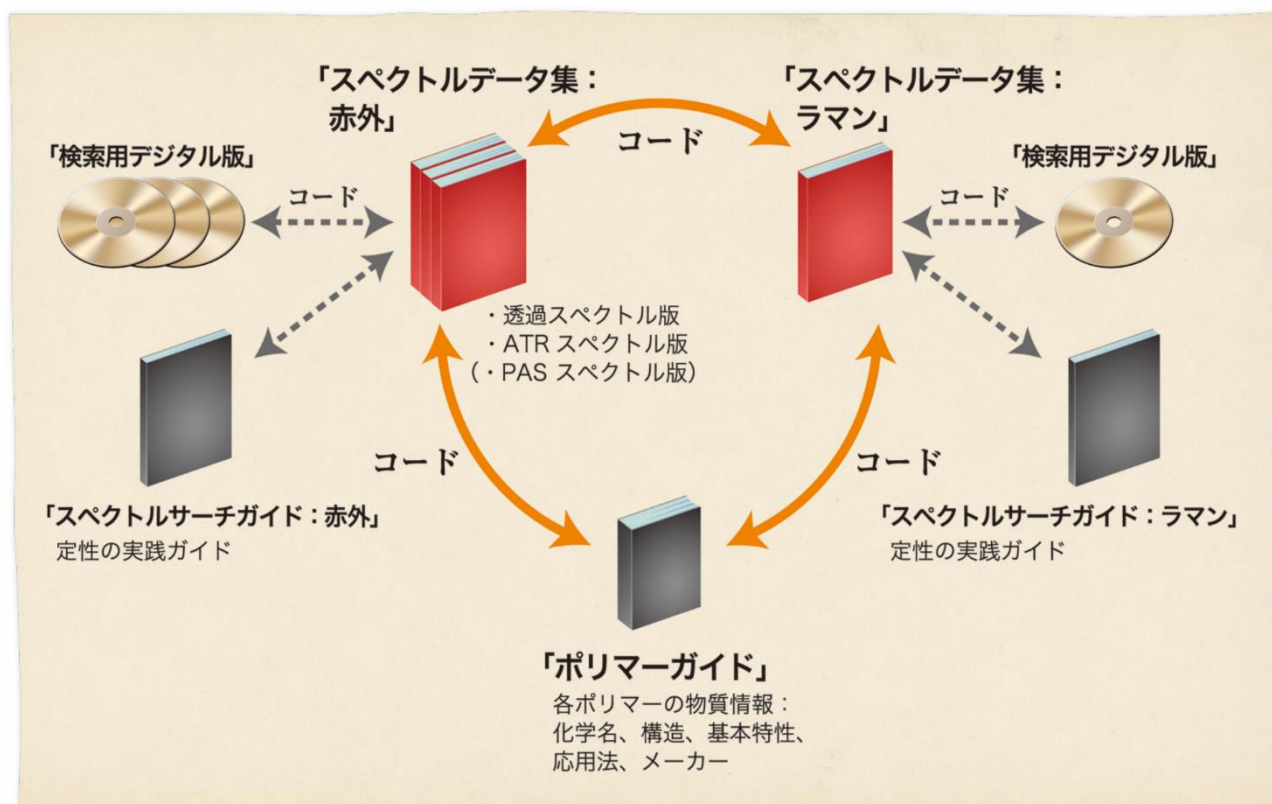 「スペクトルデータ集：
赤外」
「スペクトルデータ集：
ラマン」
コード
「検索用デジタル版」
コード
「検索用デジタル版」
コード
・透過スペクトル版
・ATR スペクトル版
（・PAS スペクトル版）
コード
コード
「スペクトルサーチガイド：赤外」
定性の実践ガイド
「スペクトルサーチガイド：ラマン」
定性の実践ガイド
「ポリマーガイド」
各ポリマーの物質情報：
化学名、構造、基本特性、
応用法、メーカー